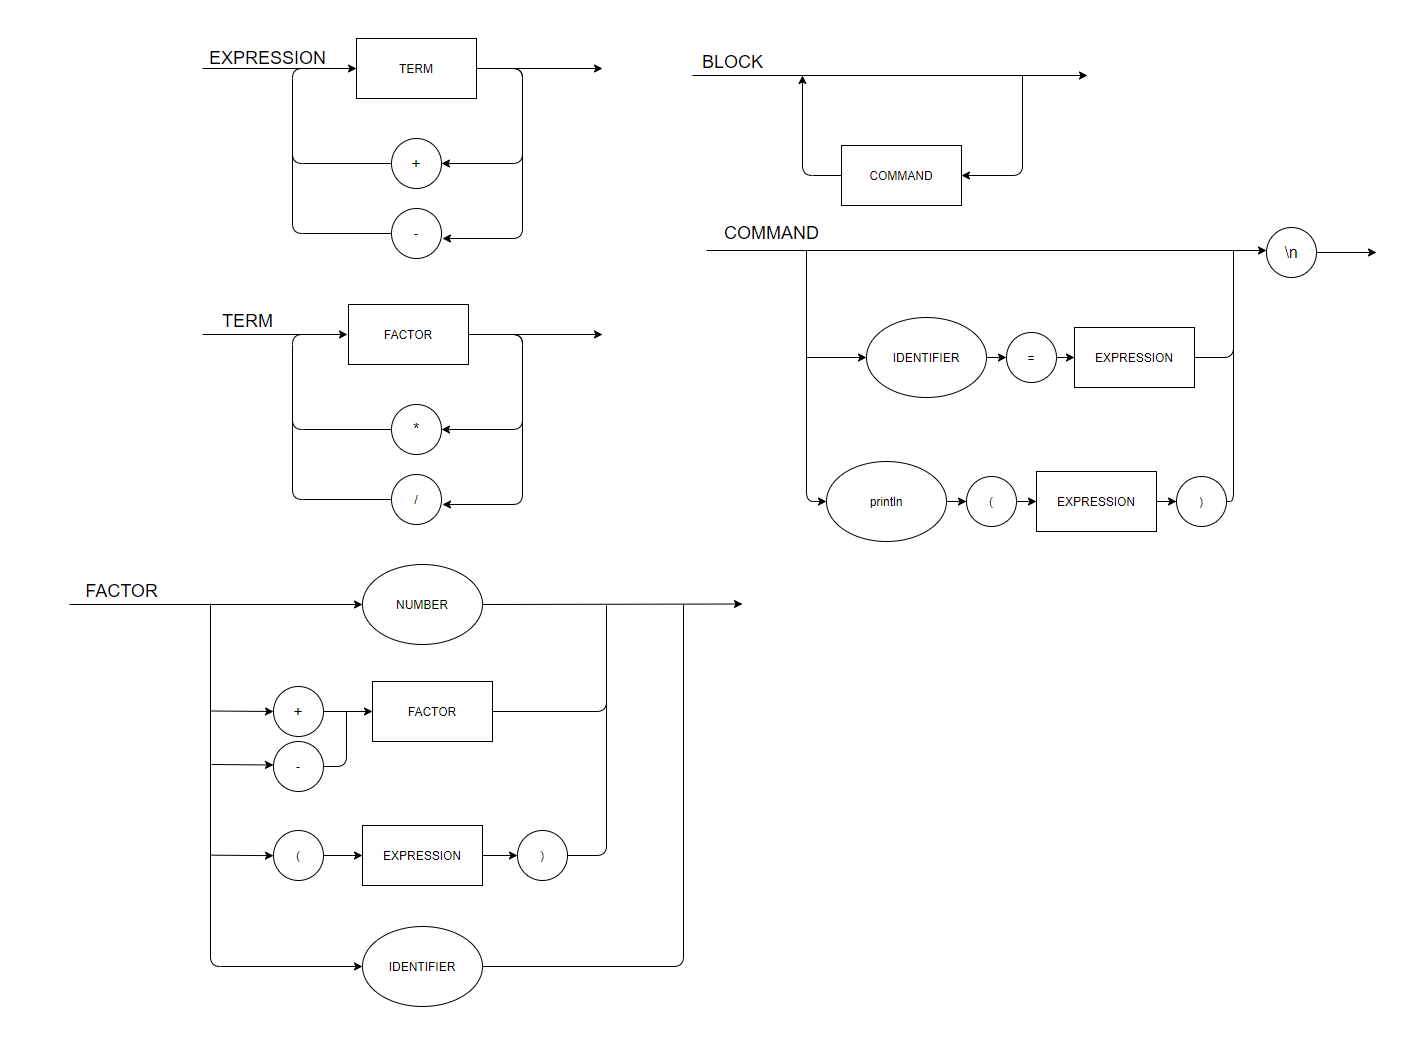 EXPRESSION
TERM
+
-
TERM
FACTOR
*
/
FACTOR
NUMBER
+
FACTOR
-
(
EXPRESSION
)
IDENTIFIER
BLOCK
COMMAND
COMMAND
\n
IDENTIFIER
=
EXPRESSION
println
(
EXPRESSION
)